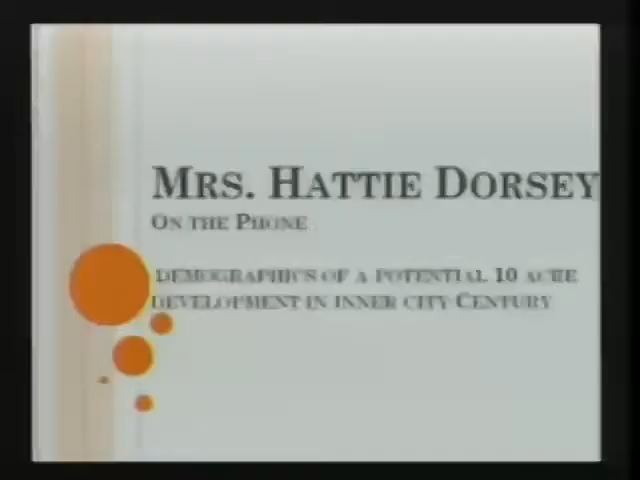 MRS. HATTIE DORSEY
ON THE PHONE
DEMOGRAPHICS OF A POTENTIAL 10 ACRE
DEVELOPMENT IN INNER CITY CENTURY